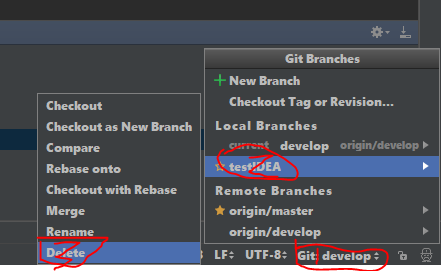 Git Branches
New Branch
Checkout Tag or Revision...
Local Branches
current develop origin/develop
testIDEA
Remote Branches
origin/master
origin/develop
Checkout
Checkout as New Branch
Compare
Rebase onto
Checkout with Rebase
Merge
Rename
Delete
LF UTF-8 Git: develop